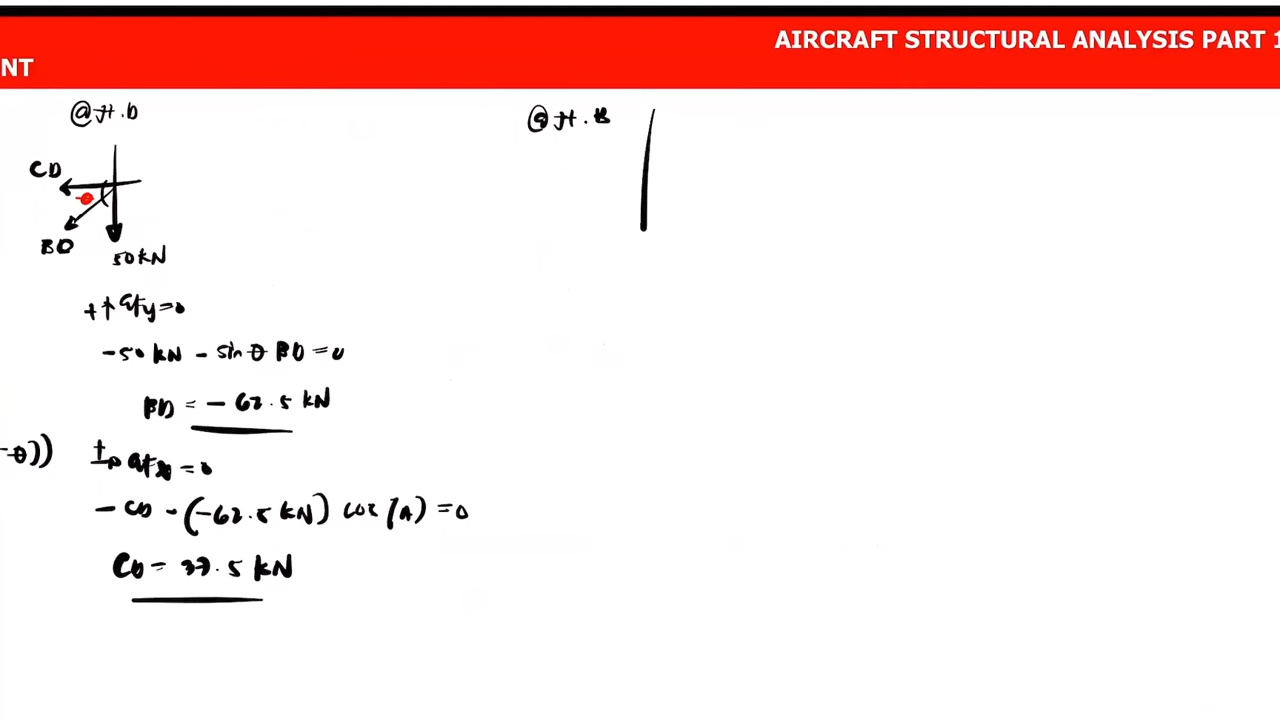 AIRCRAFT STRUCTURAL ANALYSIS PART 1
NT
@Jt. D
CD
θ
BD
50kN
+↑ΣFy=0
-50 kN - sin θ BD = 0
BD = - 62.5 kN
-θ))
ΣFx = 0
- CD - (-62.5 kN) cos (A) = 0
CD = 37.5 kN
@Jt. B